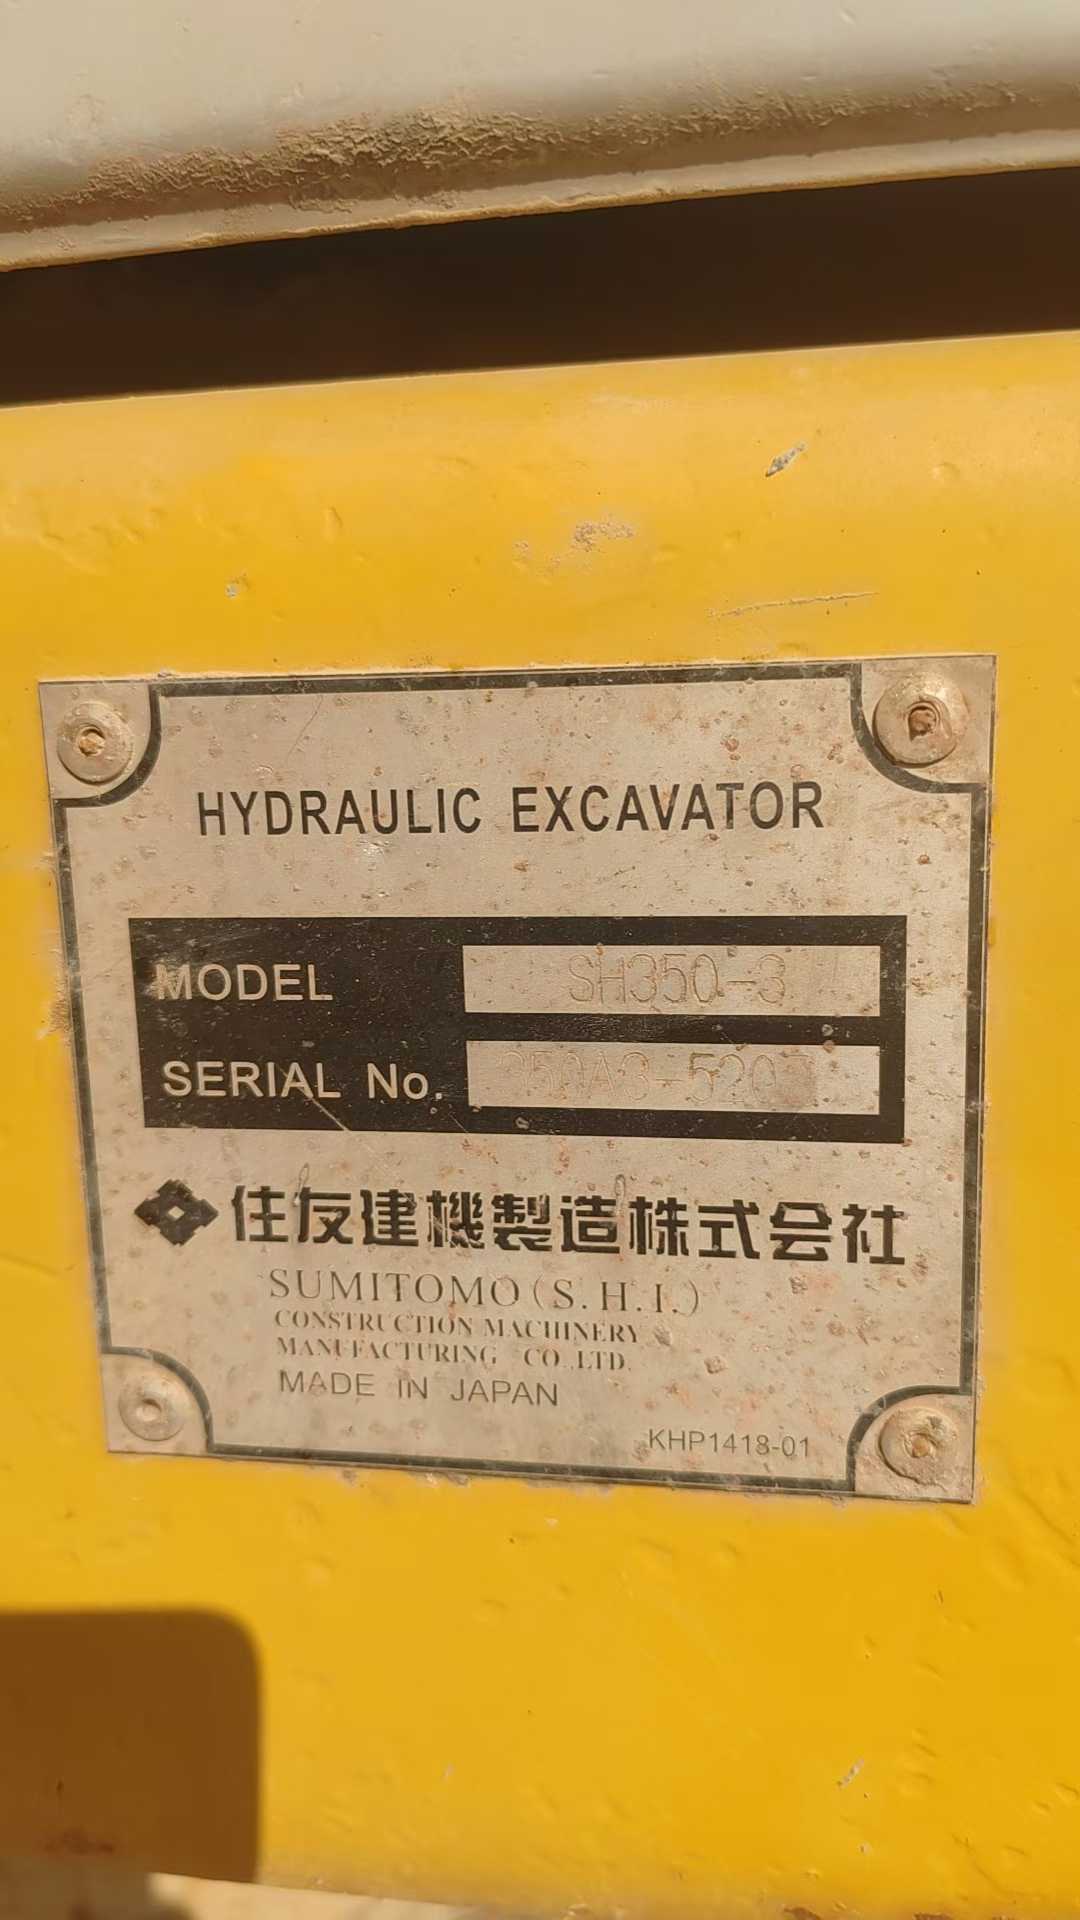 HYDRAULIC EXCAVATOR
MODEL SH350-3
SERIAL No.
住友建機製造株式会社
SUMITOMO (S.H.I.)
CONSTRUCTION MACHINERY
MANUFACTURING CO.,LTD.
MADE IN JAPAN
KHP1418-01